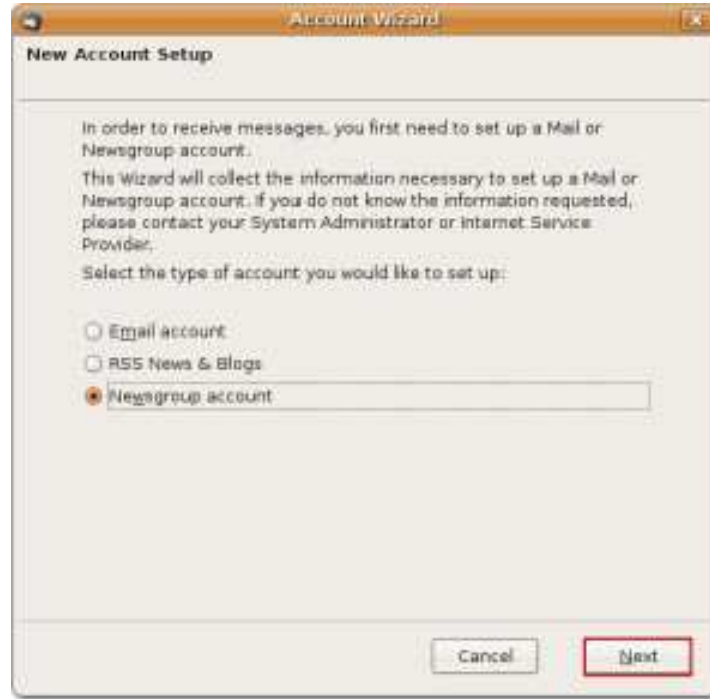 Account Wizard
New Account Setup
In order to receive messages, you first need to set up a Mail or
Newsgroup account.
This Wizard will collect the information necessary to set up a Mail or
Newsgroup account. If you do not know the information requested,
please contact your System Administrator or Internet Service
Provider.
Select the type of account you would like to set up:
Email account
RSS News & Blogs
Newsgroup account
Cancel
Next